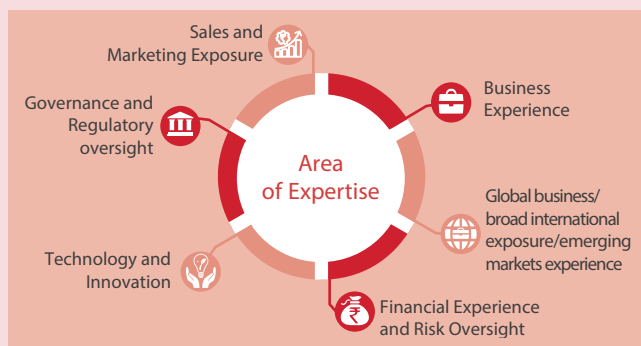 Sales and
Marketing Exposure
Governance and
Regulatory
oversight
Business
Experience
Area
of Expertise
Global business/
broad international
exposure/emerging
markets experience
Technology and
Innovation
Financial Experience
and Risk Oversight
₹